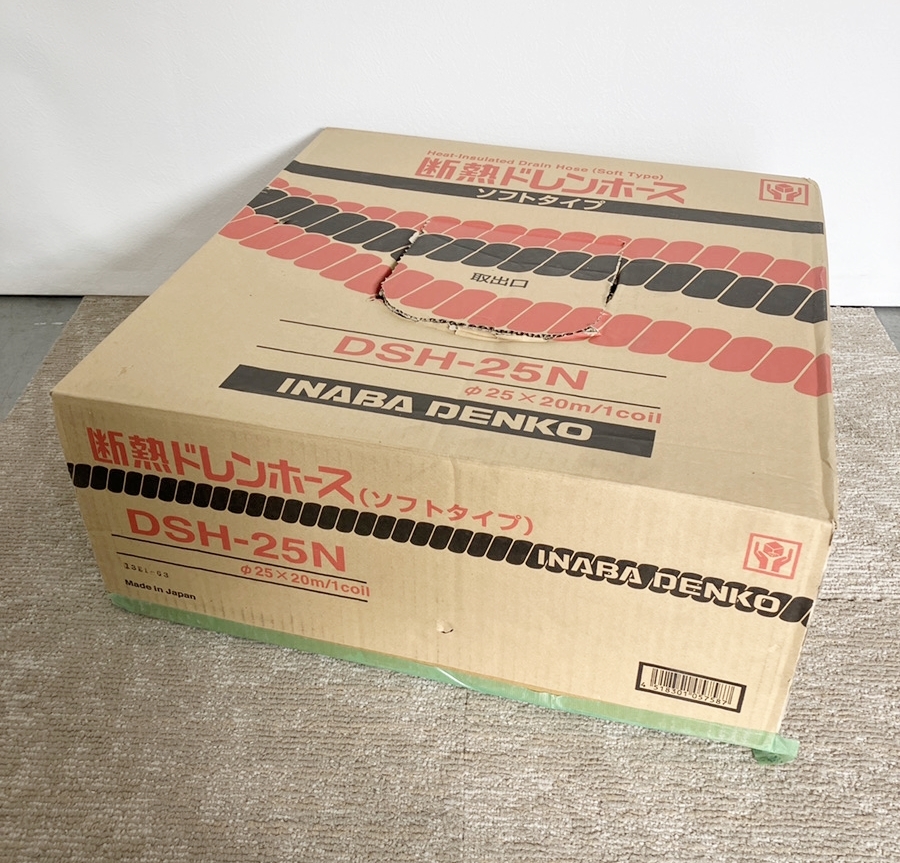 Heat-Insulated Drain Hose (Soft Type)
断熱ドレンホース
ソフトタイプ
取出口
DSH-25N
φ25×20m/1coil
INABA DENKO
断熱ドレンホース(ソフトタイプ)
DSH-25N
INABA DENKO
φ25×20m/1coil
Made in Japan